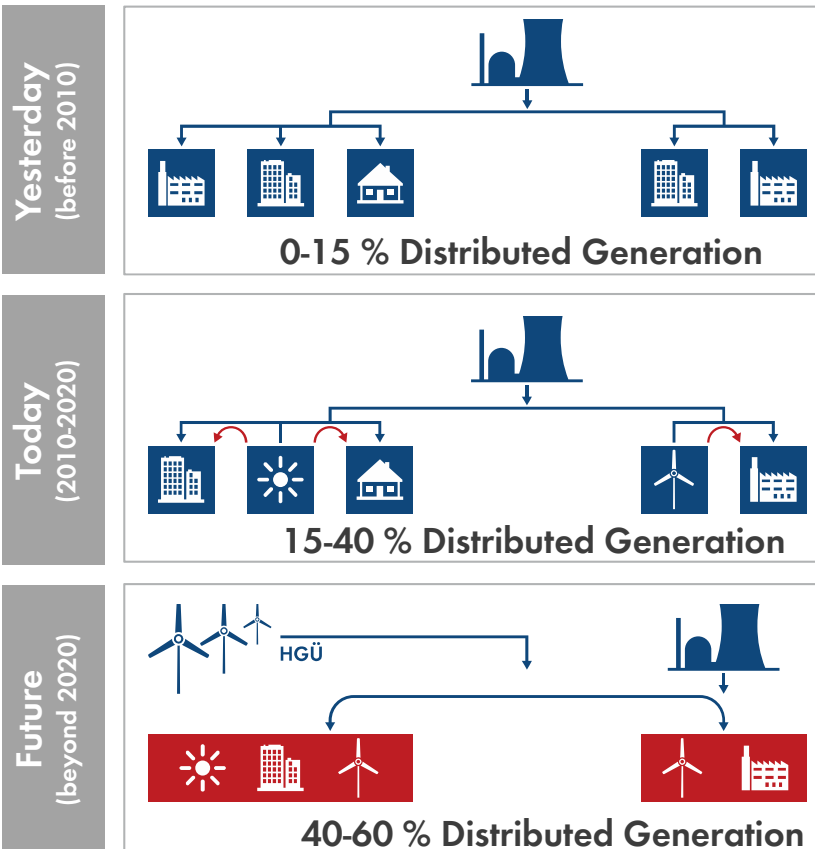 Yesterday
(before 2010)
0-15 % Distributed Generation
Today
(2010-2020)
15-40 % Distributed Generation
Future
(beyond 2020)
HGÜ
40-60 % Distributed Generation